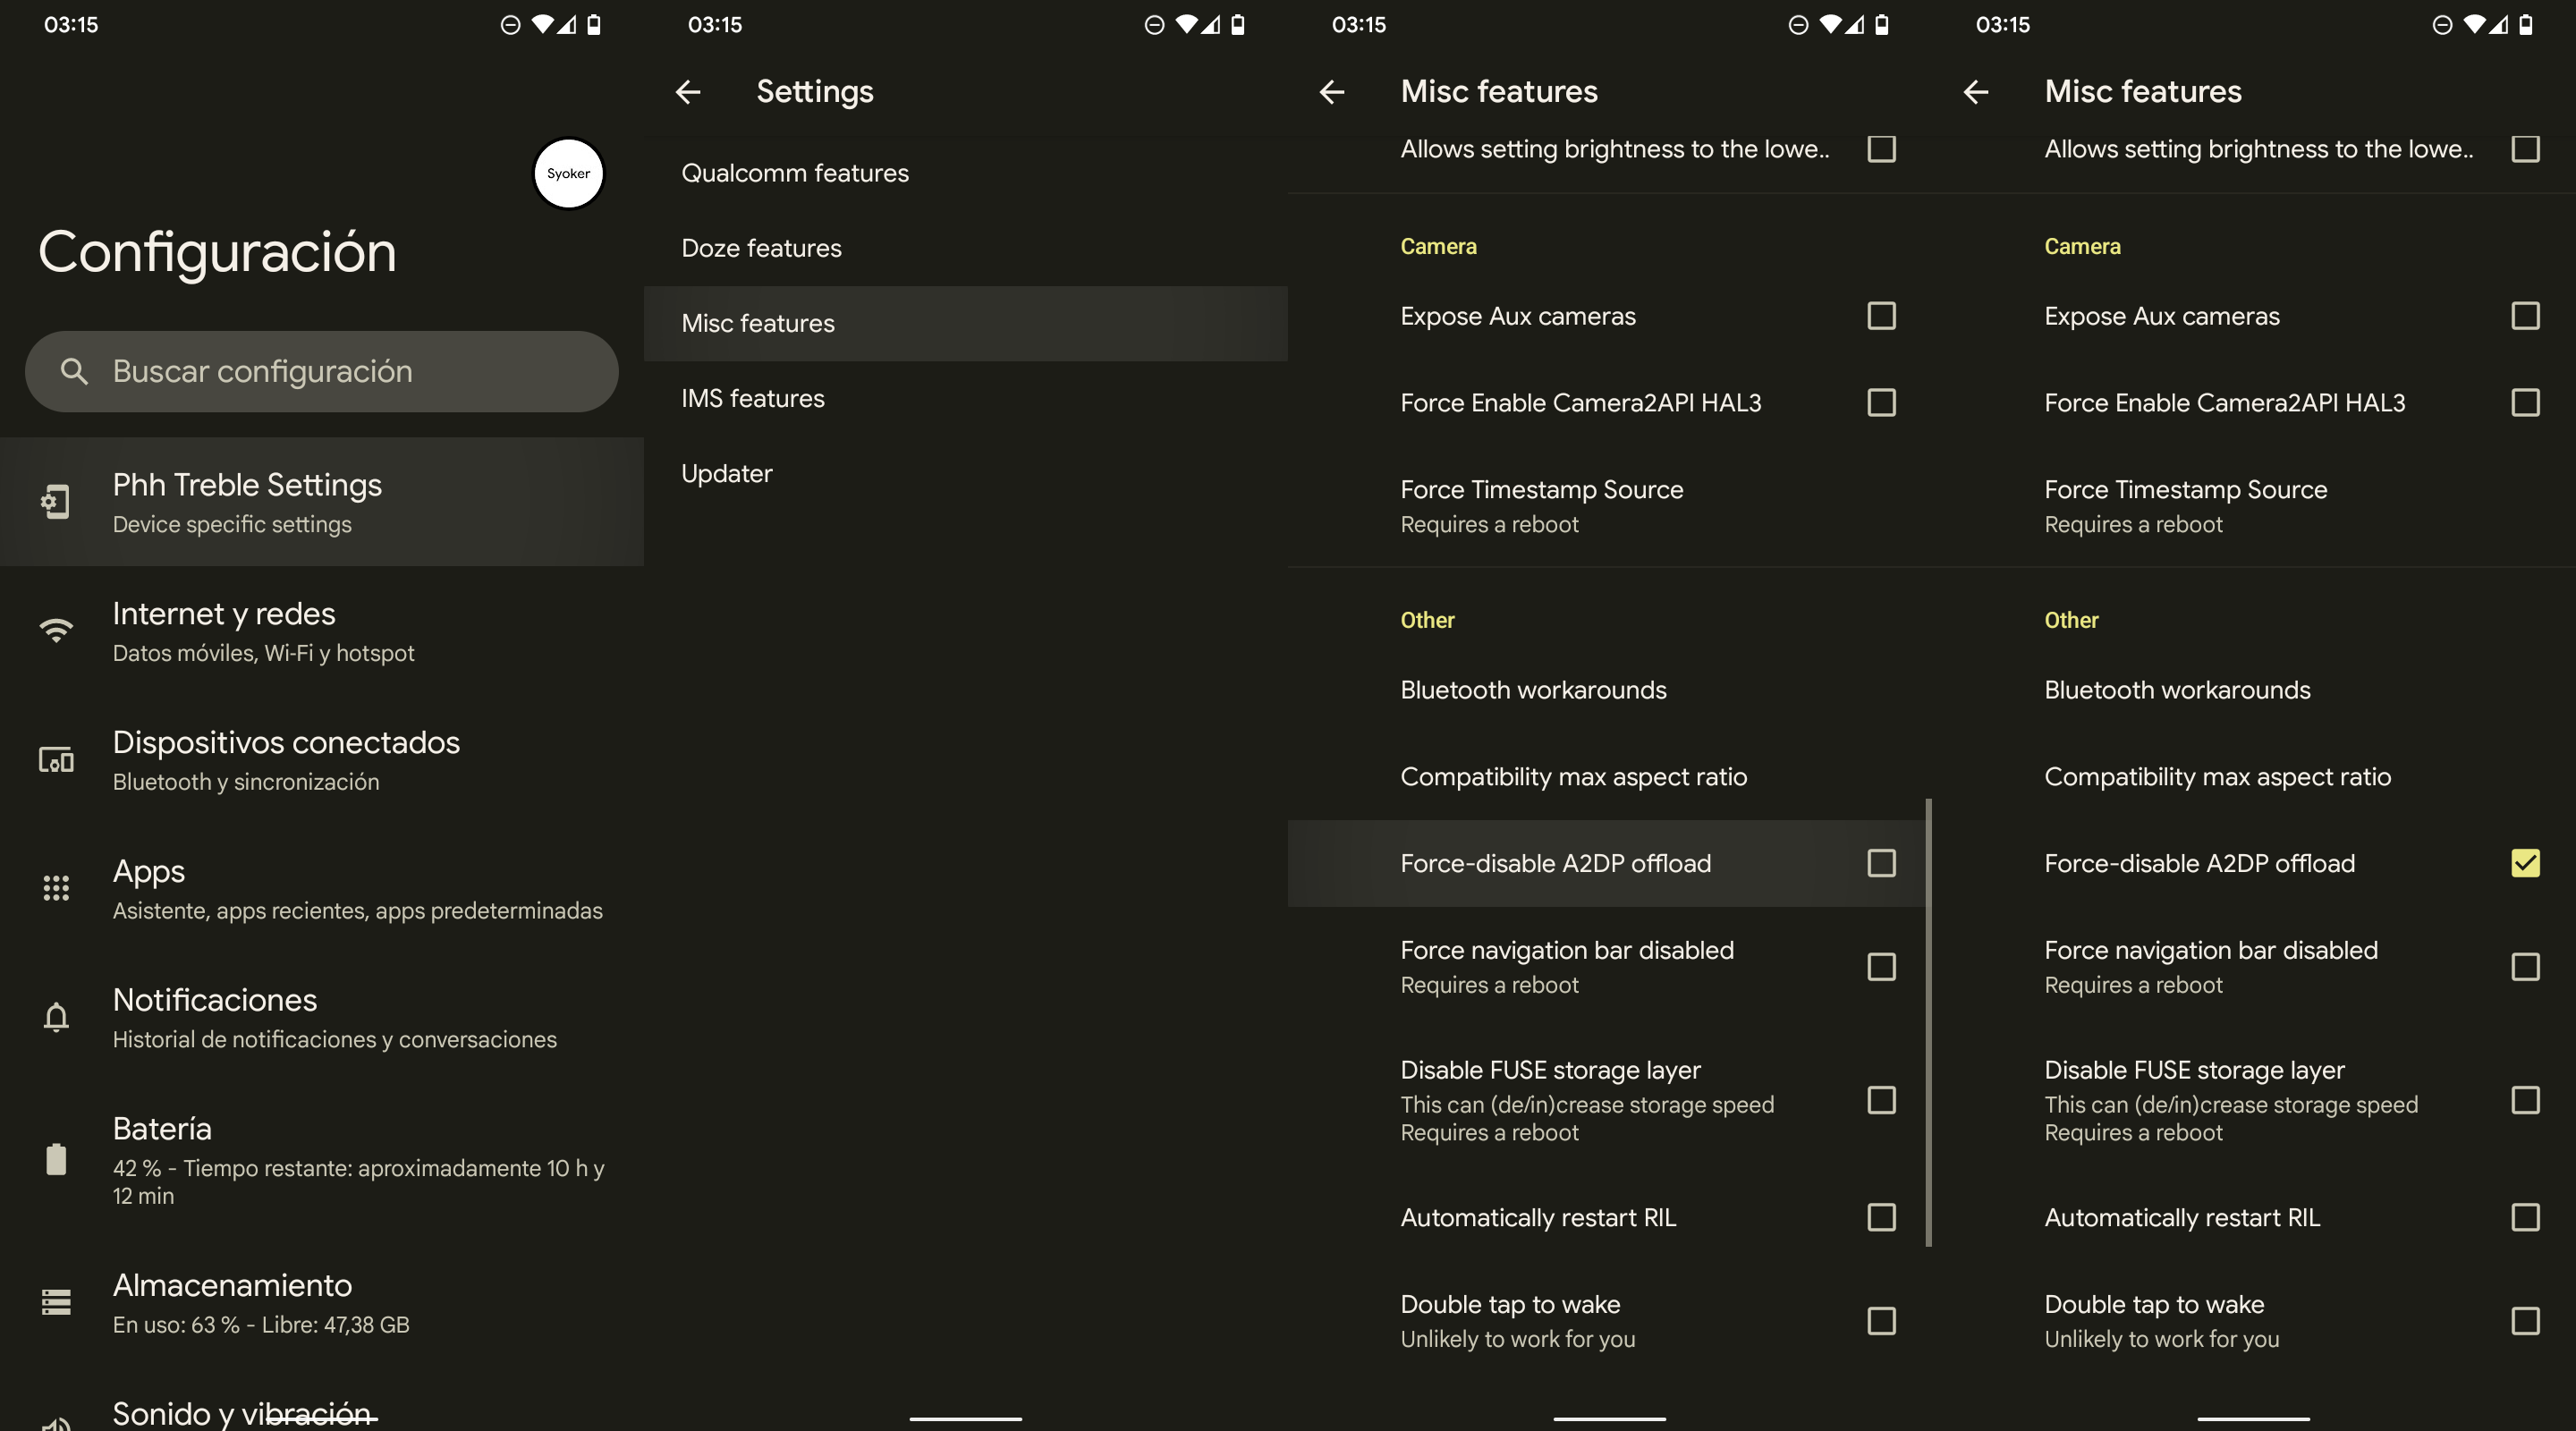 03:15
Syoker
Configuración
Buscar configuración
Phh Treble Settings
Device specific settings
Internet y redes
Datos móviles, Wi-Fi y hotspot
Dispositivos conectados
Bluetooth y sincronización
Apps
Asistente, apps recientes, apps predeterminadas
Notificaciones
Historial de notificaciones y conversaciones
Batería
42 % - Tiempo restante: aproximadamente 10 h y
12 min
Almacenamiento
En uso: 63 % - Libre: 47,38 GB
Sonido y vibración
03:15
Settings
Qualcomm features
Doze features
Misc features
IMS features
Updater
03:15
Misc features
Allows setting brightness to the lowe..
Camera
Expose Aux cameras
Force Enable Camera2API HAL3
Force Timestamp Source
Requires a reboot
Other
Bluetooth workarounds
Compatibility max aspect ratio
Force-disable A2DP offload
Force navigation bar disabled
Requires a reboot
Disable FUSE storage layer
This can (de/in)crease storage speed
Requires a reboot
Automatically restart RIL
Double tap to wake
Unlikely to work for you
03:15
Misc features
Allows setting brightness to the lowe..
Camera
Expose Aux cameras
Force Enable Camera2API HAL3
Force Timestamp Source
Requires a reboot
Other
Bluetooth workarounds
Compatibility max aspect ratio
Force-disable A2DP offload
Force navigation bar disabled
Requires a reboot
Disable FUSE storage layer
This can (de/in)crease storage speed
Requires a reboot
Automatically restart RIL
Double tap to wake
Unlikely to work for you